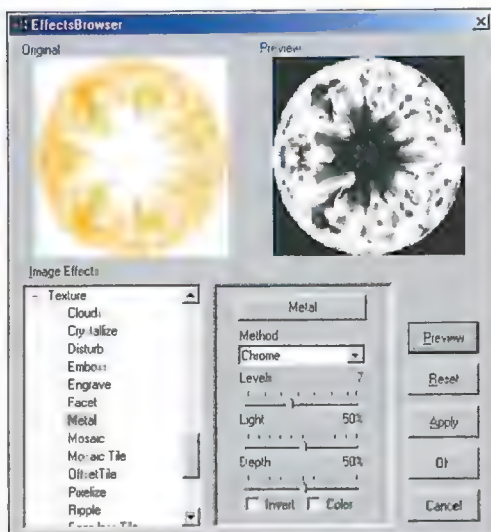 EffectsBrowser
Original
Preview
Image Effects
Texture
Clouds
Crystallize
Disturb
Emboss
Engrave
Facet
Metal
Mosaic
Mosaic Tile
OffsetTile
Pixelize
Ripple
Metal
Method
Chrome
Levels 7
Light 50%
Depth 50%
Invert Color
Preview
Reset
Apply
OK
Cancel